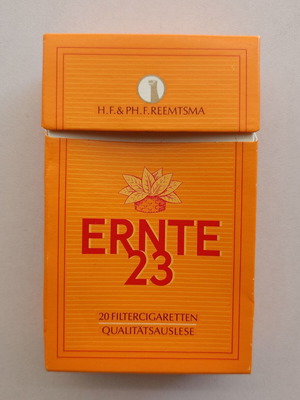 H.F.&PH.F.REEMTSMA
ERNTE
23
20 FILTERCIGARETTEN
QUALITÄTSAUSLESE